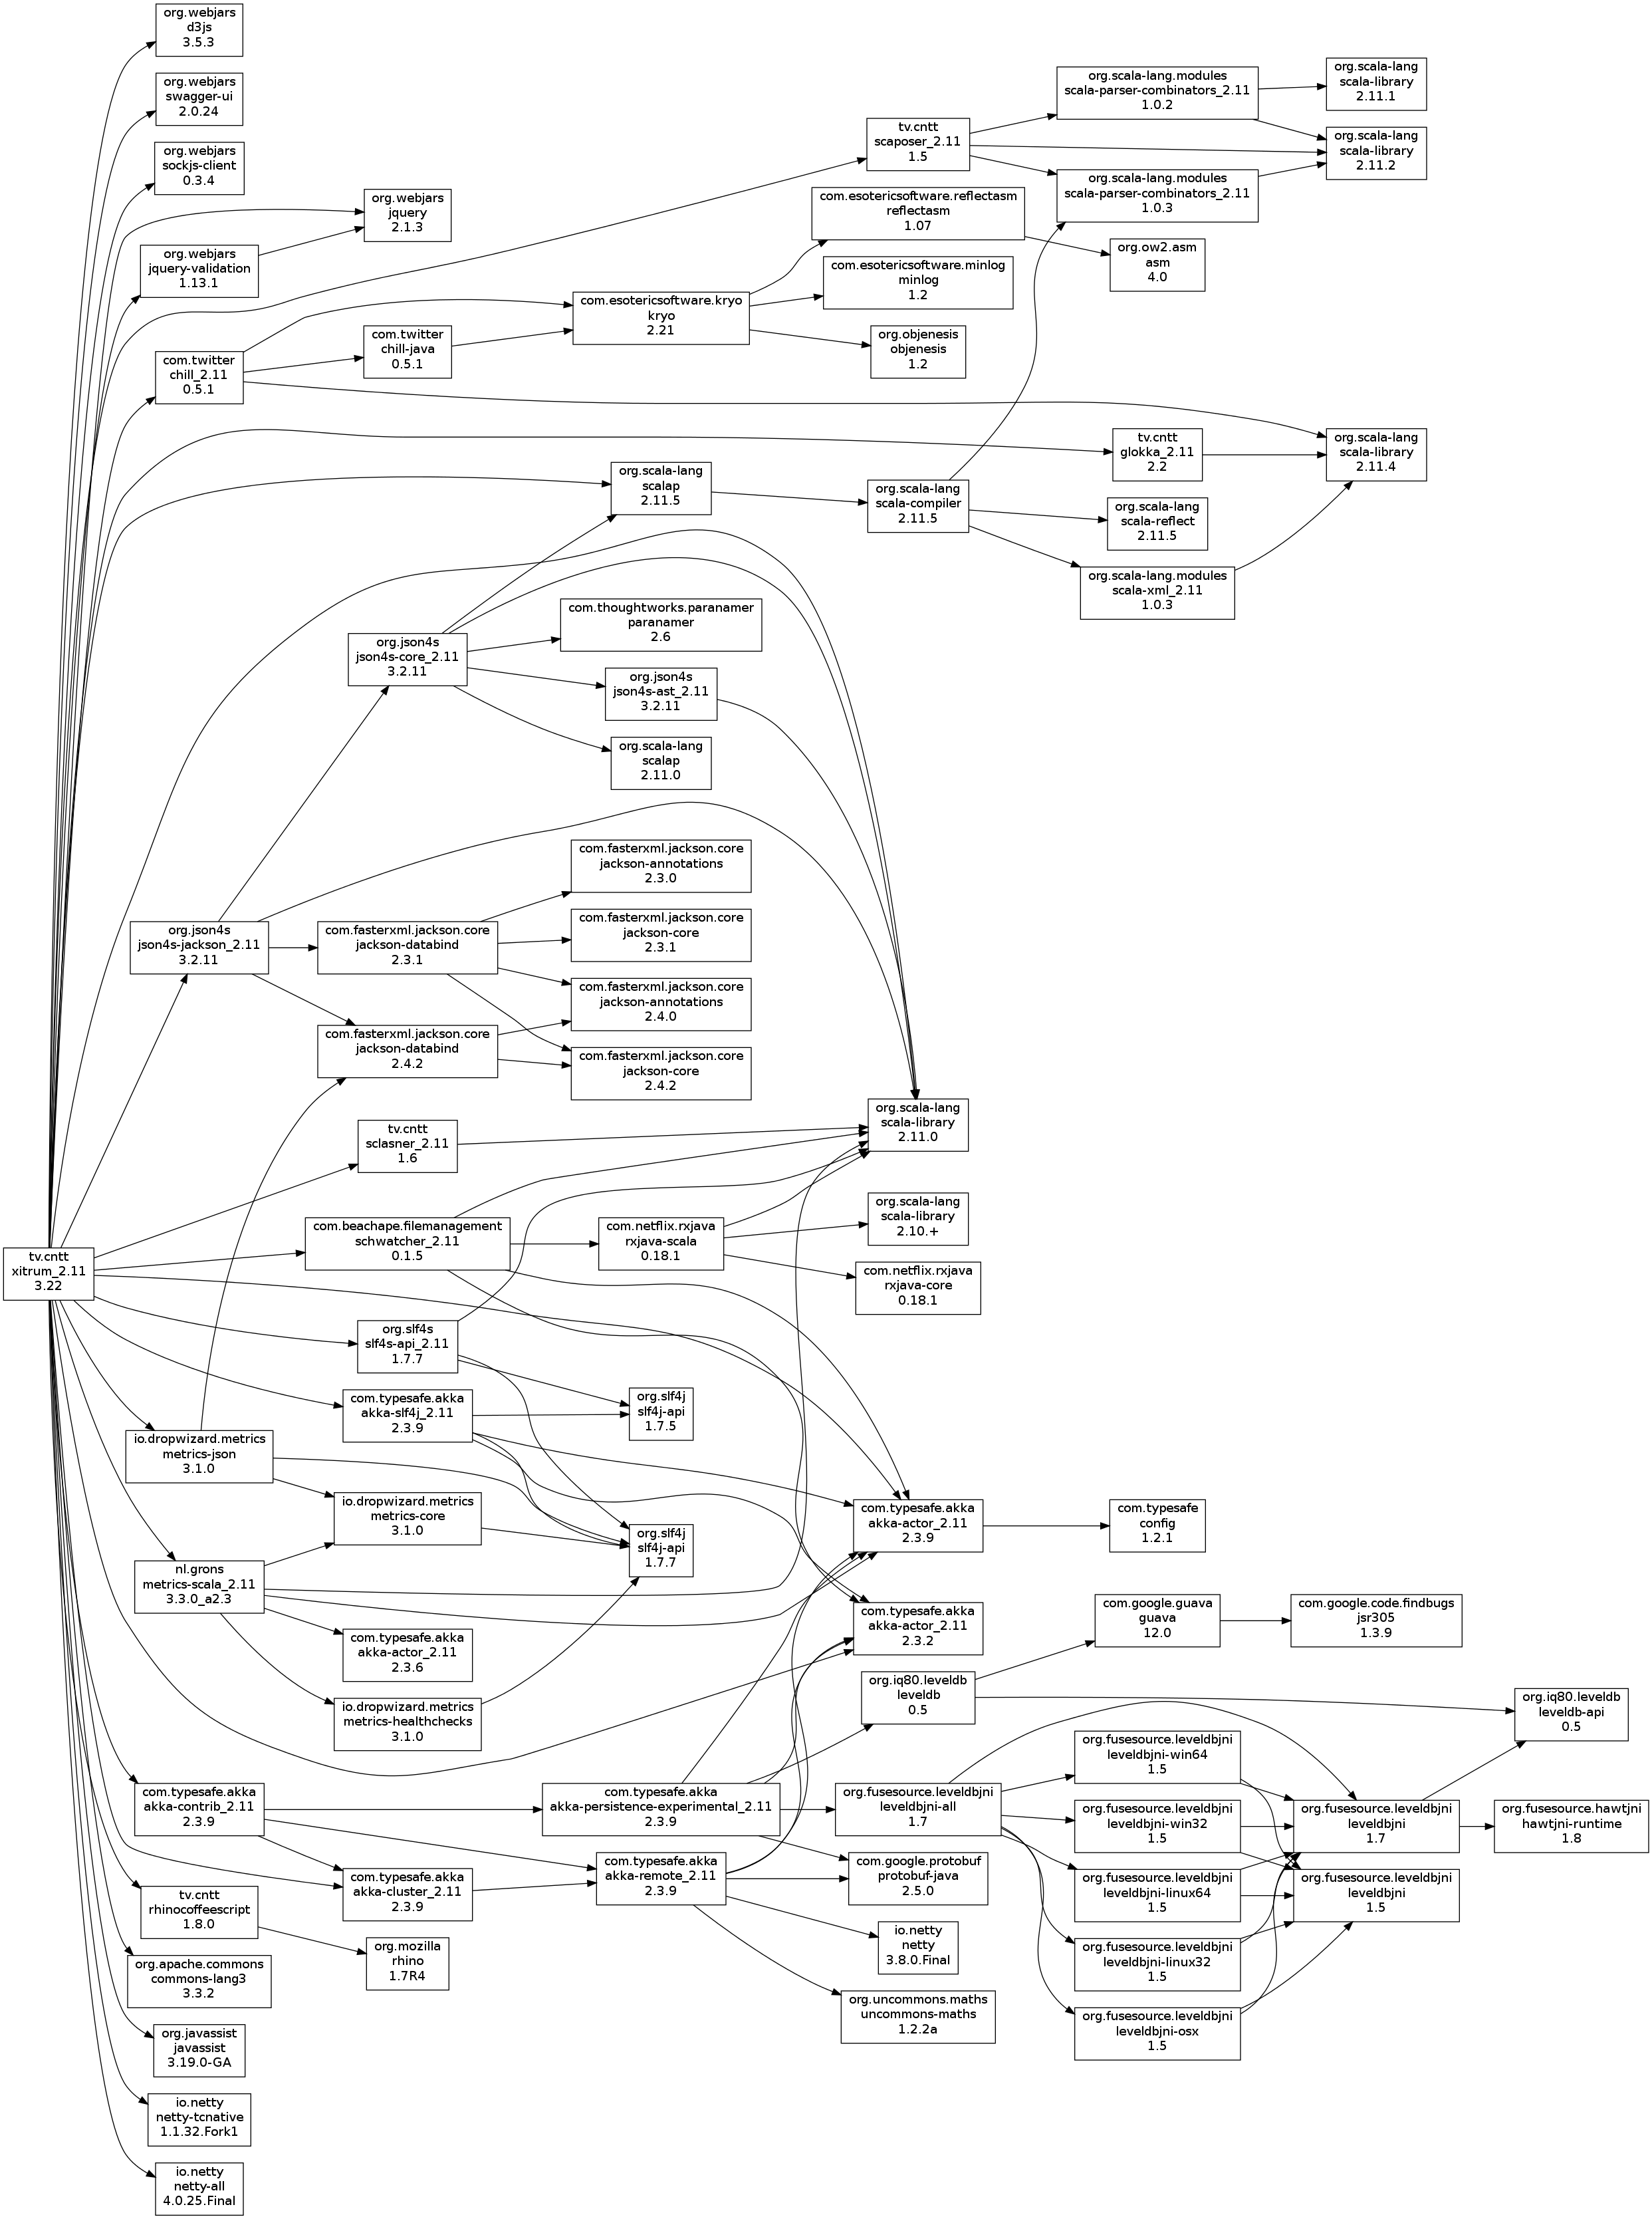 org.webjars
d3js
3.5.3
org.webjars
swagger-ui
2.0.24
org.webjars
sockjs-client
0.3.4
org.webjars
jquery
2.1.3
org.webjars
jquery-validation
1.13.1
com.twitter
chill_2.11
0.5.1
com.twitter
chill-java
0.5.1
com.esotericsoftware.kryo
kryo
2.21
tv.cntt
scaposer_2.11
1.5
com.esotericsoftware.reflectasm
reflectasm
1.07
com.esotericsoftware.minlog
minlog
1.2
org.objenesis
objenesis
1.2
org.scala-lang.modules
scala-parser-combinators_2.11
1.0.2
org.scala-lang.modules
scala-parser-combinators_2.11
1.0.3
org.ow2.asm
asm
4.0
org.scala-lang
scala-library
2.11.1
org.scala-lang
scala-library
2.11.2
tv.cntt
glokka_2.11
2.2
org.scala-lang
scala-library
2.11.4
org.scala-lang
scalap
2.11.5
org.scala-lang
scala-compiler
2.11.5
org.scala-lang
scala-reflect
2.11.5
org.scala-lang.modules
scala-xml_2.11
1.0.3
org.json4s
json4s-core_2.11
3.2.11
com.thoughtworks.paranamer
paranamer
2.6
org.json4s
json4s-ast_2.11
3.2.11
org.scala-lang
scalap
2.11.0
org.json4s
json4s-jackson_2.11
3.2.11
com.fasterxml.jackson.core
jackson-databind
2.3.1
com.fasterxml.jackson.core
jackson-databind
2.4.2
com.fasterxml.jackson.core
jackson-annotations
2.3.0
com.fasterxml.jackson.core
jackson-core
2.3.1
com.fasterxml.jackson.core
jackson-annotations
2.4.0
com.fasterxml.jackson.core
jackson-core
2.4.2
tv.cntt
sclasner_2.11
1.6
org.scala-lang
scala-library
2.11.0
tv.cntt
xitrum_2.11
3.22
com.beachape.filemanagement
schwatcher_2.11
0.1.5
com.netflix.rxjava
rxjava-scala
0.18.1
org.scala-lang
scala-library
2.10.+
com.netflix.rxjava
rxjava-core
0.18.1
org.slf4s
slf4s-api_2.11
1.7.7
com.typesafe.akka
akka-slf4j_2.11
2.3.9
org.slf4j
slf4j-api
1.7.5
io.dropwizard.metrics
metrics-json
3.1.0
io.dropwizard.metrics
metrics-core
3.1.0
org.slf4j
slf4j-api
1.7.7
com.typesafe.akka
akka-actor_2.11
2.3.9
com.typesafe
config
1.2.1
nl.grons
metrics-scala_2.11
3.3.0_a2.3
com.typesafe.akka
akka-actor_2.11
2.3.6
io.dropwizard.metrics
metrics-healthchecks
3.1.0
com.typesafe.akka
akka-actor_2.11
2.3.2
org.iq80.leveldb
leveldb
0.5
com.google.guava
guava
12.0
com.google.code.findbugs
jsr305
1.3.9
org.iq80.leveldb
leveldb-api
0.5
com.typesafe.akka
akka-contrib_2.11
2.3.9
com.typesafe.akka
akka-persistence-experimental_2.11
2.3.9
org.fusesource.leveldbjni
leveldbjni-all
1.7
org.fusesource.leveldbjni
leveldbjni-win64
1.5
org.fusesource.leveldbjni
leveldbjni-win32
1.5
org.fusesource.leveldbjni
leveldbjni-linux64
1.5
org.fusesource.leveldbjni
leveldbjni-linux32
1.5
org.fusesource.leveldbjni
leveldbjni-osx
1.5
org.fusesource.leveldbjni
leveldbjni
1.7
org.fusesource.leveldbjni
leveldbjni
1.5
org.fusesource.hawtjni
hawtjni-runtime
1.8
com.typesafe.akka
akka-cluster_2.11
2.3.9
com.typesafe.akka
akka-remote_2.11
2.3.9
com.google.protobuf
protobuf-java
2.5.0
io.netty
netty
3.8.0.Final
org.uncommons.maths
uncommons-maths
1.2.2a
tv.cntt
rhinocoffeescript
1.8.0
org.mozilla
rhino
1.7R4
org.apache.commons
commons-lang3
3.3.2
org.javassist
javassist
3.19.0-GA
io.netty
netty-tcnative
1.1.32.Fork1
io.netty
netty-all
4.0.25.Final